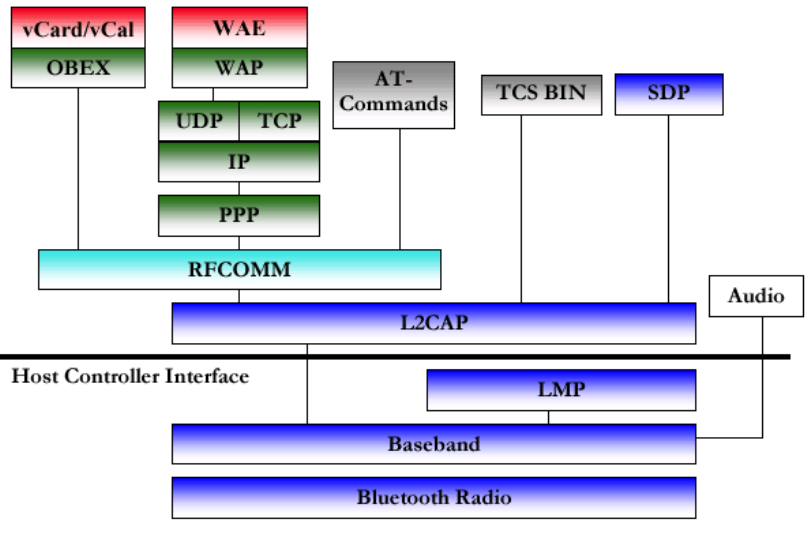 vCard/vCal
OBEX
WAE
WAP
UDP
TCP
IP
PPP
AT-
Commands
TCS BIN
SDP
RFCOMM
L2CAP
Audio
Host Controller Interface
LMP
Baseband
Bluetooth Radio